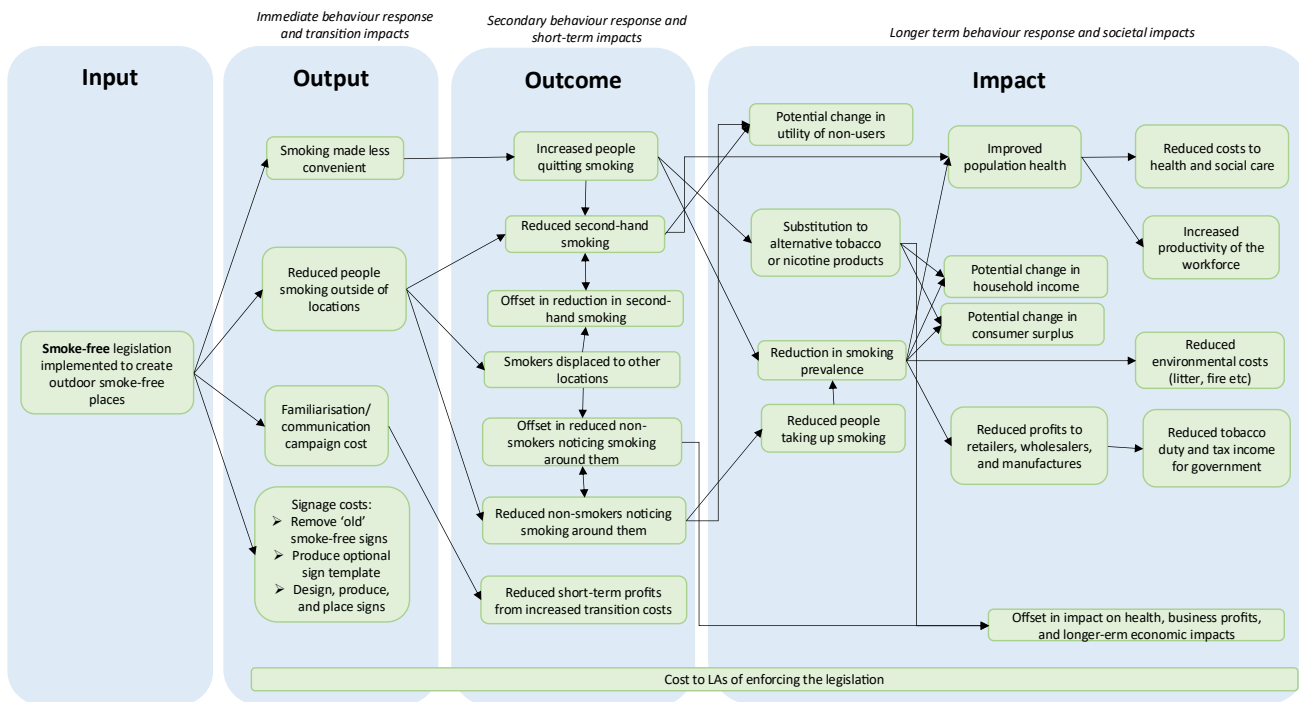 Immediate behaviour response
and transition impacts
Secondary behaviour response and
short-term impacts
Longer term behaviour response and societal impacts
Input
Output
Outcome
Impact
Smoke-free legislation
implemented to create
outdoor smoke-free
places
Smoking made less
convenient
Reduced people
smoking outside of
locations
Familiarisation/
communication
campaign cost
Signage costs:
➢ Remove ‘old’
smoke-free signs
➢ Produce optional
sign template
➢ Design, produce,
and place signs
Increased people
quitting smoking
Reduced second-hand
smoking
Offset in reduction in second-
hand smoking
Smokers displaced to other
locations
Offset in reduced non-
smokers noticing smoking
around them
Reduced non-smokers noticing
smoking around them
Reduced short-term profits
from increased transition costs
Potential change in
utility of non-users
Substitution to
alternative tobacco
or nicotine products
Reduction in smoking
prevalence
Reduced people
taking up smoking
Improved
population health
Potential change in
household income
Potential change in
consumer surplus
Reduced profits to
retailers, wholesalers,
and manufactures
Reduced costs to
health and social care
Increased
productivity of the
workforce
Reduced
environmental costs
(litter, fire etc)
Reduced tobacco
duty and tax income
for government
Offset in impact on health, business profits,
and longer-erm economic impacts
Cost to LAs of enforcing the legislation